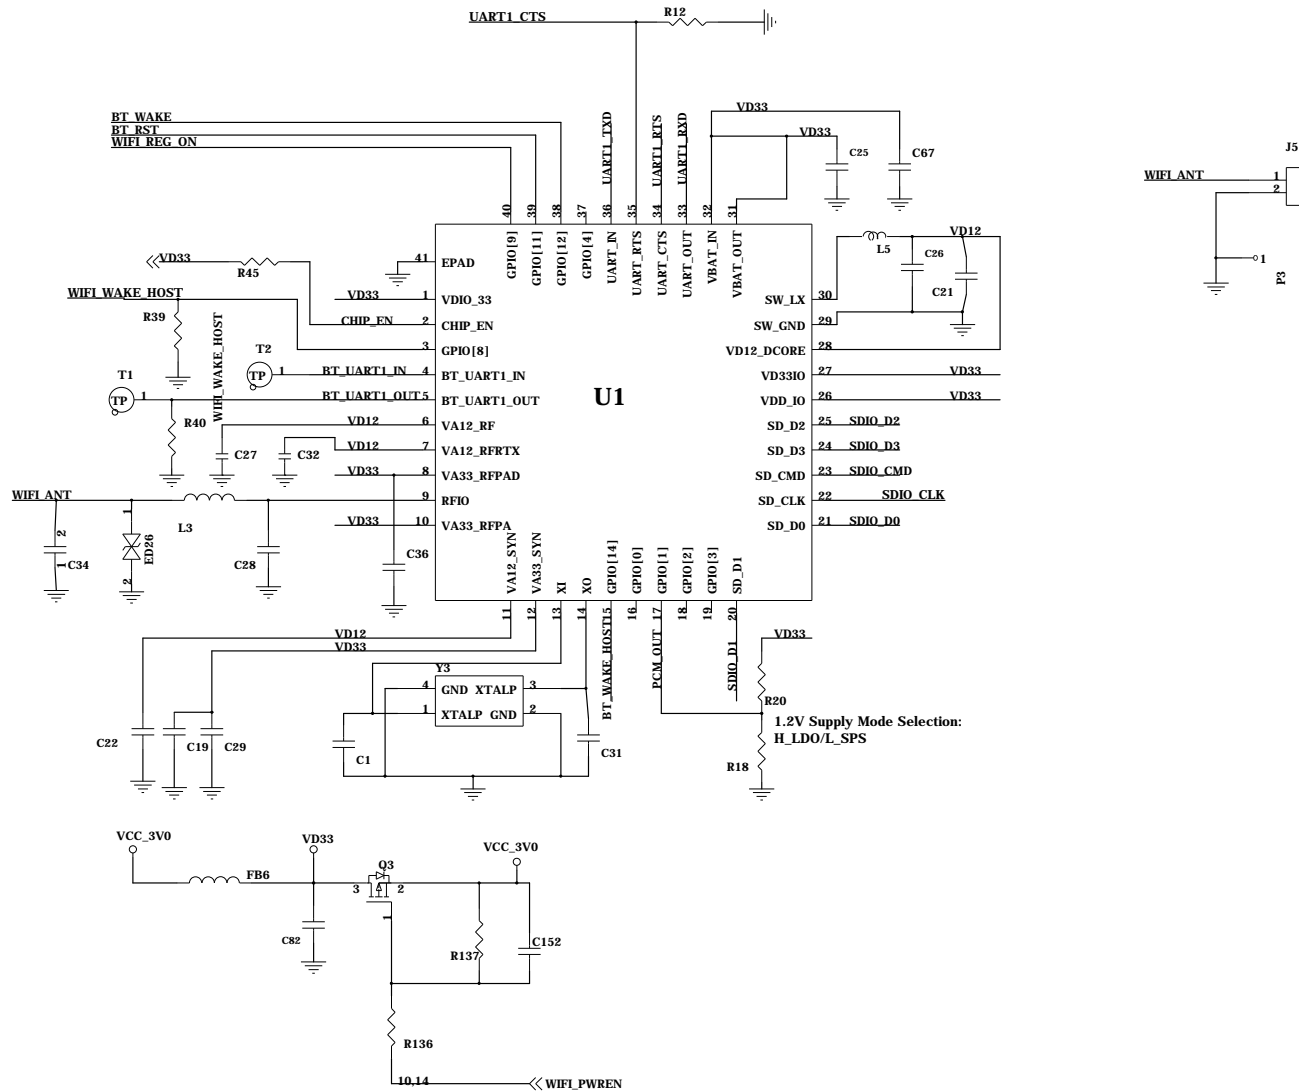 UART1_CTS R12
BT_WAKE
BT_RST
WIFI_REG_ON
UART1_TXD UART1_RTS UART1_RXD
VD33
VD33
C25 C67
J5
WIFI_ANT 1
2
1
P3
40 39 38 37 36 35 34 33 32 31
GPIO[9] GPIO[11] GPIO[12] GPIO[4] UART_IN UART_RTS UART_CTS UART_OUT VBAT_IN VBAT_OUT
VD33 R45
41 EPAD
WIFI_WAKE_HOST
VD33 1 VDIO_33
R39 CHIP_EN 2 CHIP_EN
3 GPIO[8]
WIFI_WAKE_HOST
T2 TP 1 BT_UART1_IN 4 BT_UART1_IN
T1 TP 1 BT_UART1_OUT 5 BT_UART1_OUT
R40 VD12 6 VA12_RF
C27 C32 VD12 7 VA12_RFRTX
VD33 8 VA33_RFPAD
WIFI_ANT 9 RFIO
L3 VD33 10 VA33_RFPA
1 ED26 2
2 1 C34
C28 C36
U1
L5 VD12
C26 C21
SW_LX 30
SW_GND 29
VD12_DCORE 28
VD33IO 27 VD33
VDD_IO 26 VD33
SD_D2 25 SDIO_D2
SD_D3 24 SDIO_D3
SD_CMD 23 SDIO_CMD
SD_CLK 22 SDIO_CLK
SD_D0 21 SDIO_D0
VA12_SYN VA33_SYN XI XO GPIO[14] GPIO[0] GPIO[1] GPIO[2] GPIO[3] SD_D1
11 12 13 14 15 16 17 18 19 20
VD12
VD33
BT_WAKE_HOST PCM_OUT SDIO_D1
VD33
Y3
4 GND XTALP 3
1 XTALP GND 2
C22 C19 C29 C1 C31
R20
1.2V Supply Mode Selection:
H_LDO/L_SPS
R18
VCC_3V0 VD33 VCC_3V0
FB6 Q3
3 2
1
C82 R137 C152
R136
10,14 WIFI_PWREN